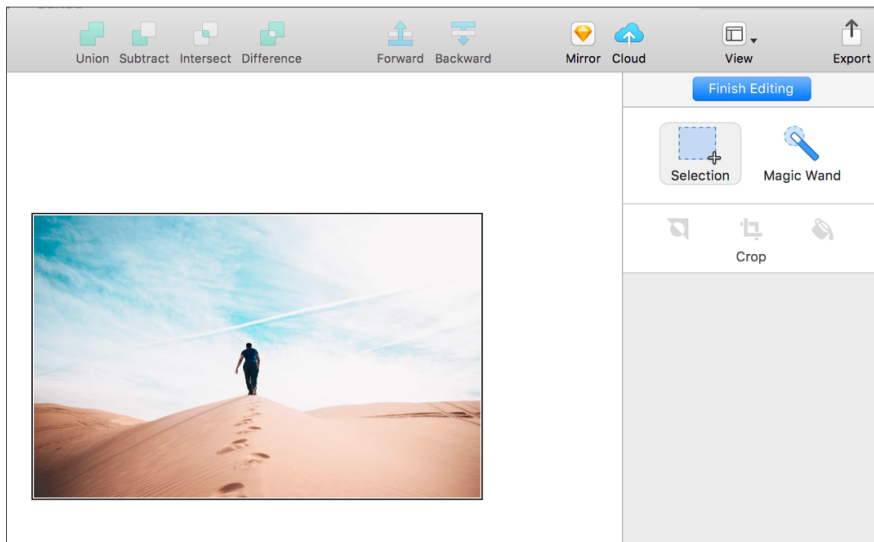 Union Subtract Intersect Difference Forward Backward Mirror Cloud View Export
Finish Editing
Selection Magic Wand
Crop